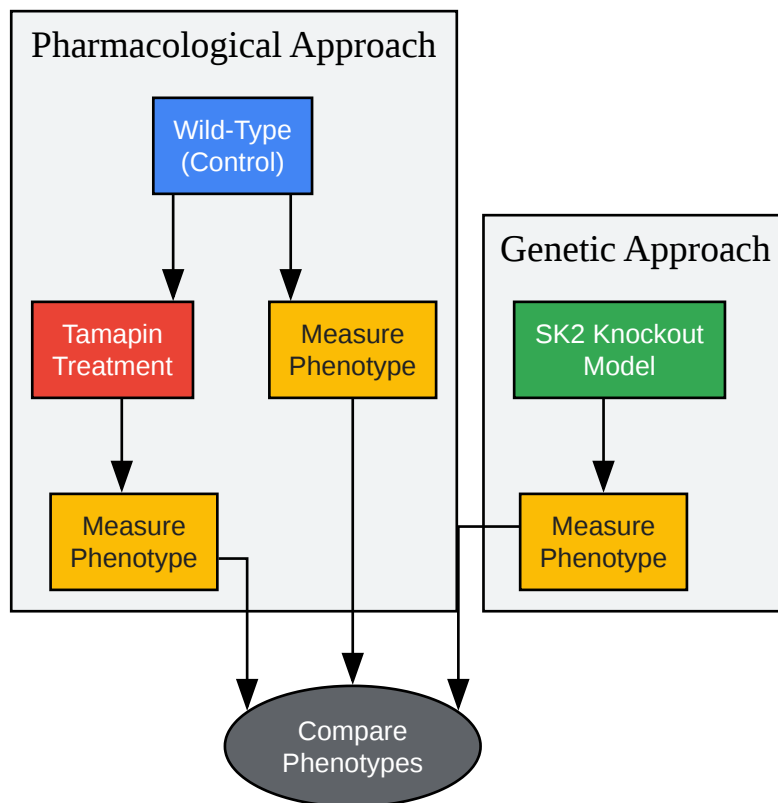 Pharmacological Approach
Wild-Type
(Control)
Genetic Approach
Tamapin
Treatment
Measure
Phenotype
SK2 Knockout
Model
Measure
Phenotype
Measure
Phenotype
Compare
Phenotypes